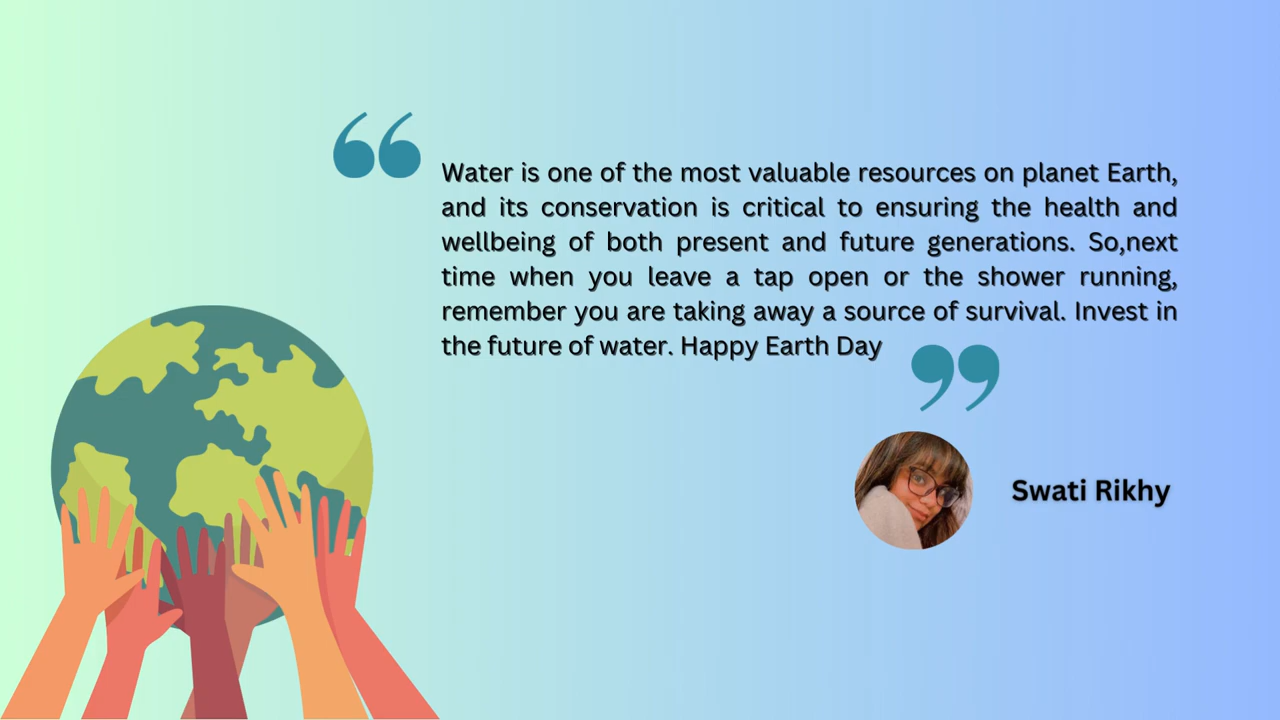 Water is one of the most valuable resources on planet Earth,
and its conservation is critical to ensuring the health and
wellbeing of both present and future generations. So,next
time when you leave a tap open or the shower running,
remember you are taking away a source of survival. Invest in
the future of water. Happy Earth Day
Swati Rikhy